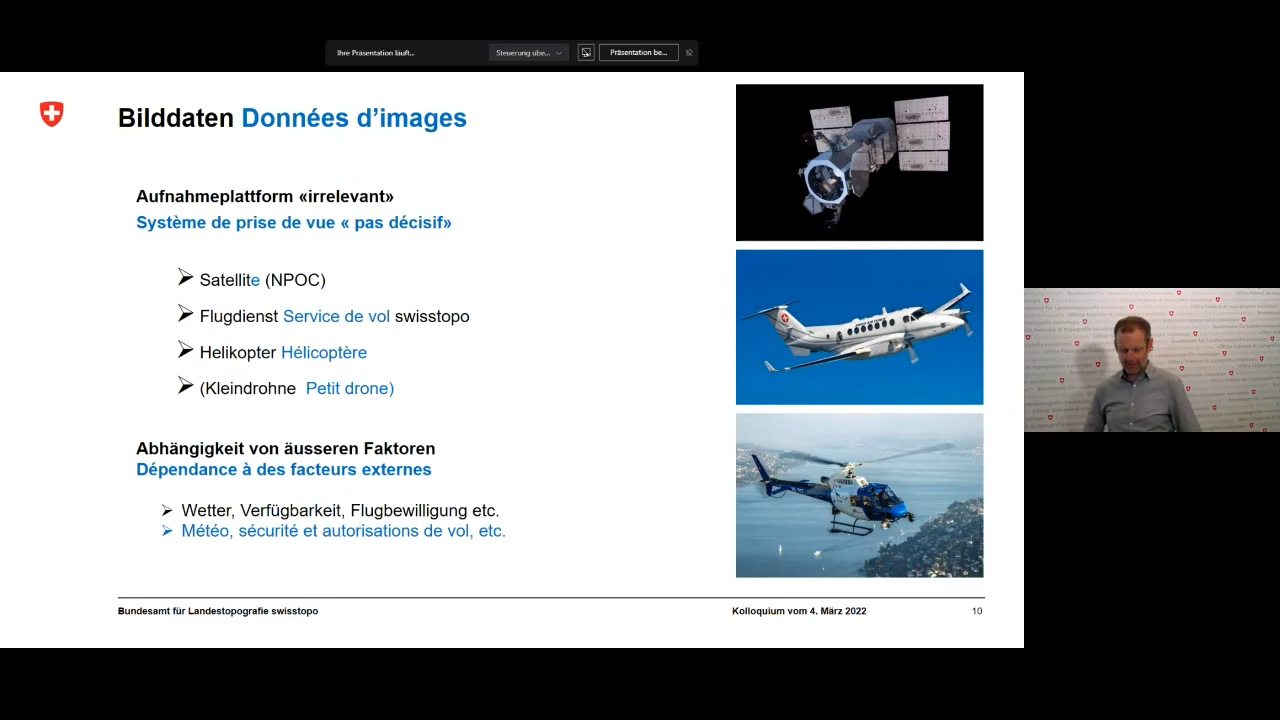 Ihre Präsentation läuft...
Steuerung übe...
Präsentation be...
Bilddaten Données d’images
Aufnahmeplattform «irrelevant»
Système de prise de vue « pas décisif»
Satellite (NPOC)
Flugdienst Service de vol swisstopo
Helikopter Hélicoptère
(Kleindrohne Petit drone)
Abhängigkeit von äusseren Faktoren
Dépendance à des facteurs externes
Wetter, Verfügbarkeit, Flugbewilligung etc.
Météo, sécurité et autorisations de vol, etc.
Bundesamt für Landestopografie swisstopo
Kolloquium vom 4. März 2022
10